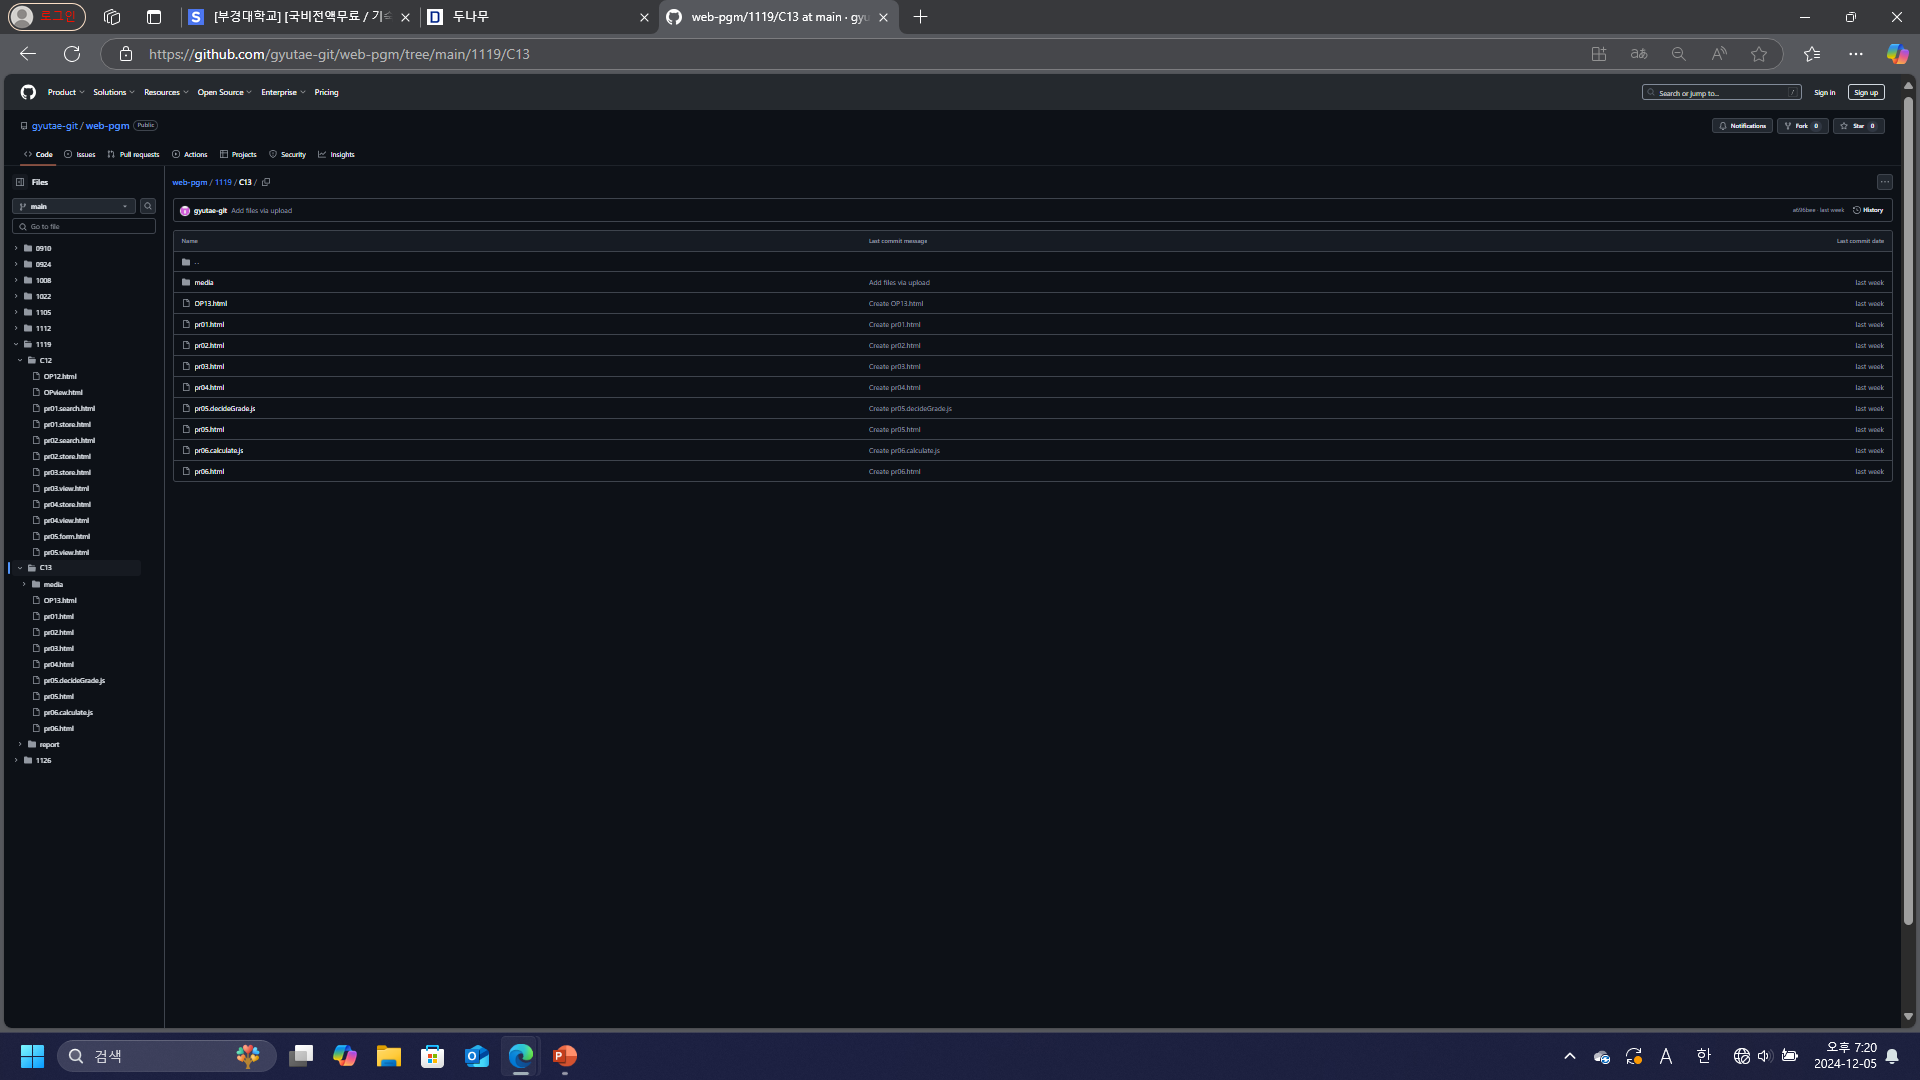 로그인
[부경대학교] [국비전액무료 / 기숙
두나무
web-pgm/1119/C13 at main · gyu
https://github.com/gyutae-git/web-pgm/tree/main/1119/C13
Product Solutions Resources Open Source Enterprise Pricing
Search or jump to... /
Sign in
Sign up
gyutae-git / web-pgm Public
Notifications
Fork 0
Star 0
Code Issues Pull requests Actions Projects Security Insights
Files
main
Go to file
0910
0924
1008
1022
1105
1112
1119
C12
OP12.html
OPview.html
pr01.search.html
pr01.store.html
pr02.search.html
pr02.store.html
pr03.store.html
pr03.view.html
pr04.store.html
pr04.view.html
pr05.form.html
pr05.view.html
C13
media
OP13.html
pr01.html
pr02.html
pr03.html
pr04.html
pr05.decideGrade.js
pr05.html
pr06.calculate.js
pr06.html
report
1126
web-pgm / 1119 / C13 /
gyutae-git Add files via upload
last week
History
Name Last commit message Last commit date
..
media Add files via upload last week
OP13.html Create OP13.html last week
pr01.html Create pr01.html last week
pr02.html Create pr02.html last week
pr03.html Create pr03.html last week
pr04.html Create pr04.html last week
pr05.decideGrade.js Create pr05.decideGrade.js last week
pr05.html Create pr05.html last week
pr06.calculate.js Create pr06.calculate.js last week
pr06.html Create pr06.html last week
검색
A 한
오후 7:20
2024-12-05